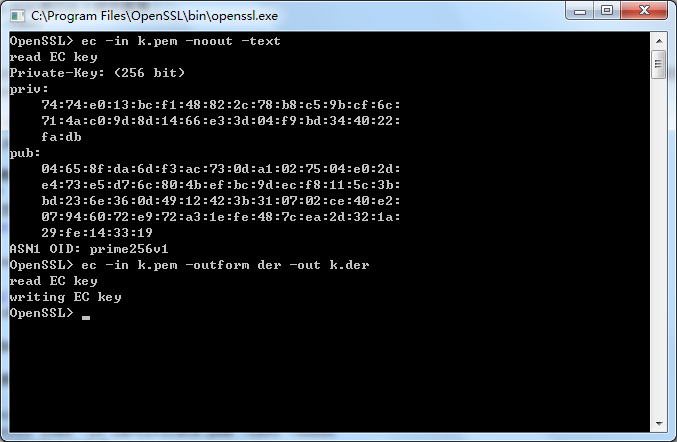 C:\Program Files\OpenSSL\bin\openssl.exe
OpenSSL> ec -in k.pem -noout -text
read EC key
Private-Key: (256 bit)
priv:
    74:74:e0:13:bc:f1:48:82:2c:78:b8:c5:9b:cf:6c:
    71:4a:c0:9d:8d:14:66:e3:3d:04:f9:bd:34:40:22:
    fa:db
pub:
    04:65:8f:da:6d:f3:ac:73:0d:a1:02:75:04:e0:2d:
    e4:73:e5:d7:6c:80:4b:ef:bc:9d:ec:f8:11:5c:3b:
    bd:23:6e:36:0d:49:12:42:3b:31:07:02:ce:40:e2:
    07:94:60:72:e9:72:a3:1e:fe:48:7c:ea:2d:32:1a:
    29:fe:14:33:19
ASN1 OID: prime256v1
OpenSSL> ec -in k.pem -outform der -out k.der
read EC key
writing EC key
OpenSSL> _